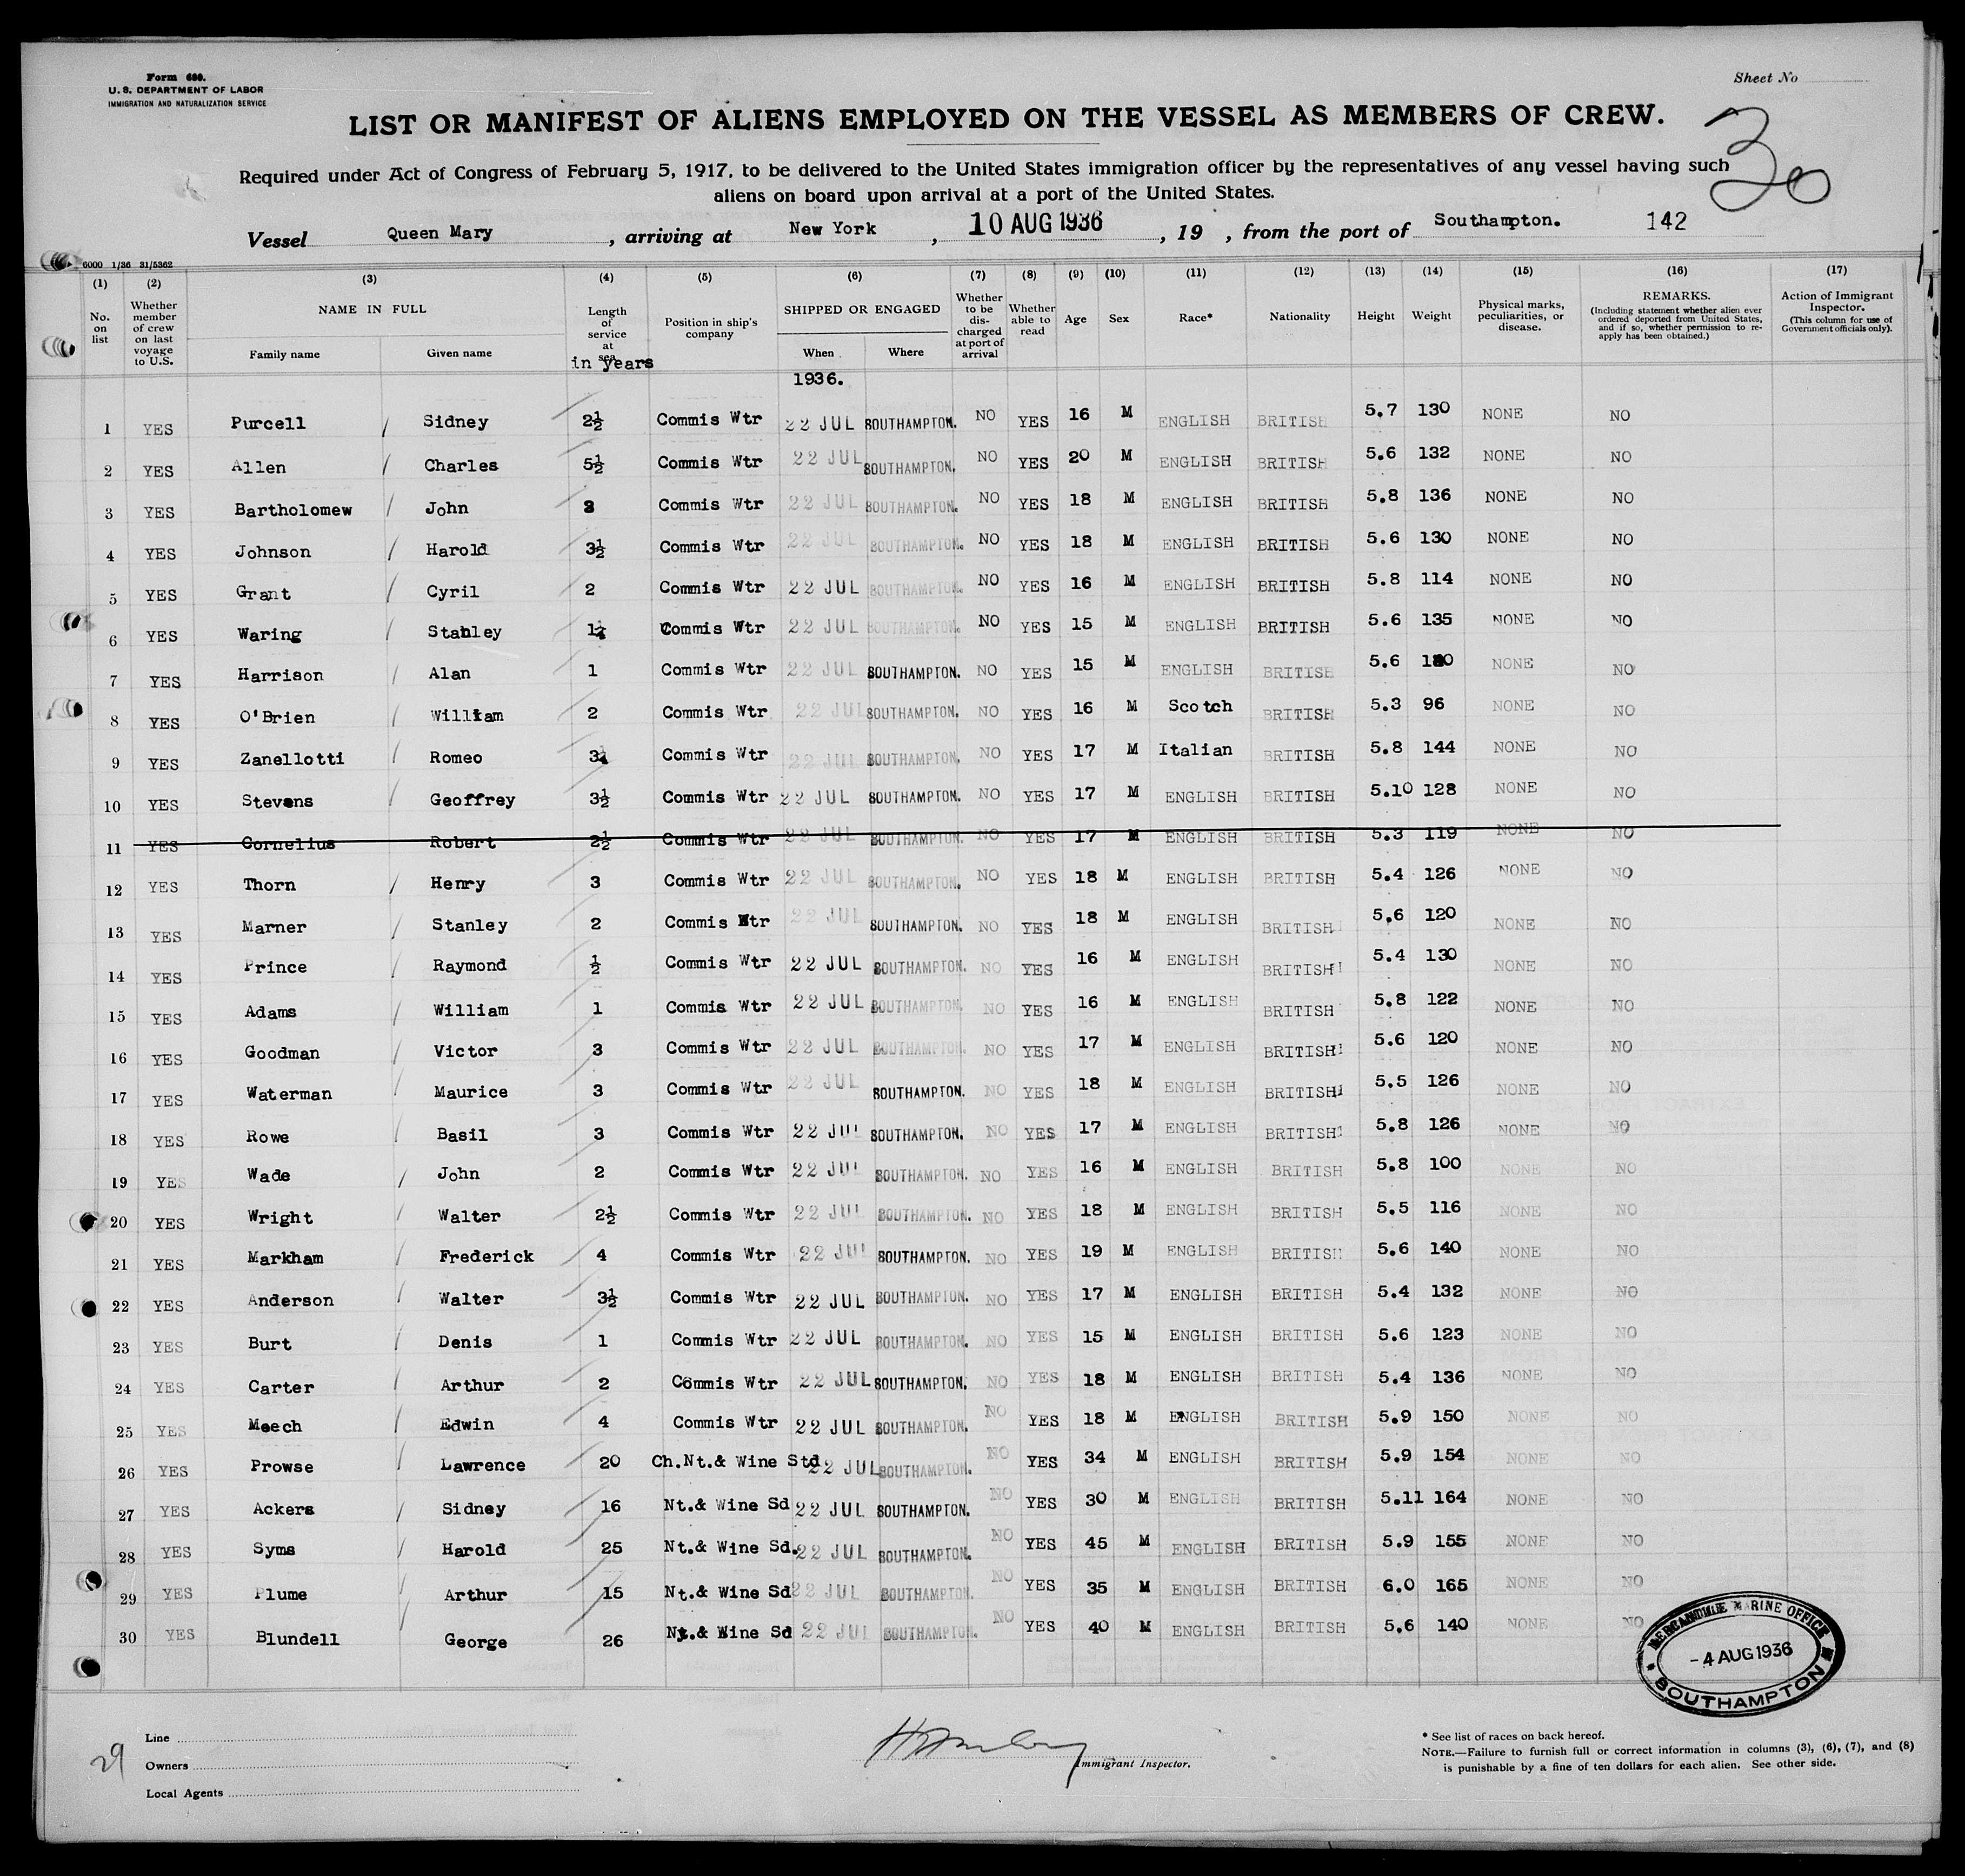 Form 680.
U. S. DEPARTMENT OF LABOR
IMMIGRATION AND NATURALIZATION SERVICE
Sheet No
30
LIST OR MANIFEST OF ALIENS EMPLOYED ON THE VESSEL AS MEMBERS OF CREW.
Required under Act of Congress of February 5, 1917, to be delivered to the United States immigration officer by the representatives of any vessel having such
aliens on board upon arrival at a port of the United States.
Vessel Queen Mary , arriving at New York , 10 AUG 1936 , 19 , from the port of Southampton. 142
6000 1/36 31/5362
(1) (2) (3) (4) (5) (6) (7) (8) (9) (10) (11) (12) (13) (14) (15) (16) (17)
No. on list
Whether member of crew on last voyage to U.S.
NAME IN FULL
Family name Given name
Length of service at sea
in years
Position in ship's company
SHIPPED OR ENGAGED
When Where
Whether to be discharged at port of arrival
Whether able to read
Age Sex Race* Nationality Height Weight
Physical marks, peculiarities, or disease.
REMARKS.
(Including statement whether alien ever ordered deported from United States, and if so, whether permission to re-apply has been obtained.)
Action of Immigrant Inspector.
(This column for use of Government officials only).
1936.
1 YES Purcell / Sidney 2½ Commis Wtr 22 JUL SOUTHAMPTON. NO YES 16 M ENGLISH BRITISH 5.7 130 NONE NO
2 YES Allen / Charles 5½ Commis Wtr 22 JUL SOUTHAMPTON. NO YES 20 M ENGLISH BRITISH 5.6 132 NONE NO
3 YES Bartholomew / John Commis Wtr 22 JUL SOUTHAMPTON. NO YES 18 M ENGLISH BRITISH 5.8 136 NONE NO
4 YES Johnson / Harold 3½ Commis Wtr 22 JUL SOUTHAMPTON. NO YES 18 M ENGLISH BRITISH 5.6 130 NONE NO
5 YES Grant / Cyril 2 Commis Wtr 22 JUL SOUTHAMPTON. NO YES 16 M ENGLISH BRITISH 5.8 114 NONE NO
6 YES Waring / Stanley Commis Wtr 22 JUL SOUTHAMPTON. NO YES 15 M ENGLISH BRITISH 5.6 135 NONE NO
7 YES Harrison / Alan 1 Commis Wtr 22 JUL SOUTHAMPTON. NO YES 15 M ENGLISH BRITISH 5.6 NONE NO
8 YES O'Brien / William 2 Commis Wtr 22 JUL SOUTHAMPTON. NO YES 16 M Scotch BRITISH 5.3 96 NONE NO
9 YES Zanellotti / Romeo Commis Wtr 22 JUL SOUTHAMPTON. NO YES 17 M Italian BRITISH 5.8 144 NONE NO
10 YES Stevens / Geoffrey 3½ Commis Wtr 22 JUL SOUTHAMPTON. NO YES 17 M ENGLISH BRITISH 5.10 128 NONE NO
11 YES Cornelius Robert 2½ Commis Wtr 22 JUL SOUTHAMPTON. NO YES 17 M ENGLISH BRITISH 5.3 119 NONE NO
12 YES Thorn / Henry 3 Commis Wtr 22 JUL SOUTHAMPTON. NO YES 18 M ENGLISH BRITISH 5.4 126 NONE NO
13 YES Marner / Stanley 2 Commis Wtr 22 JUL SOUTHAMPTON. NO YES 18 M ENGLISH BRITISH 5.6 120 NONE NO
14 YES Prince / Raymond ½ Commis Wtr 22 JUL SOUTHAMPTON. NO YES 16 M ENGLISH BRITISH 5.4 130 NONE NO
15 YES Adams / William 1 Commis Wtr 22 JUL SOUTHAMPTON. NO YES 16 M ENGLISH BRITISH 5.8 122 NONE NO
16 YES Goodman / Victor 3 Commis Wtr 22 JUL SOUTHAMPTON. NO YES 17 M ENGLISH BRITISH 5.6 120 NONE NO
17 YES Waterman / Maurice 3 Commis Wtr 22 JUL SOUTHAMPTON. NO YES 18 M ENGLISH BRITISH 5.5 126 NONE NO
18 YES Rowe / Basil 3 Commis Wtr 22 JUL SOUTHAMPTON. NO YES 17 M ENGLISH BRITISH 5.8 126 NONE NO
19 YES Wade / John 2 Commis Wtr 22 JUL SOUTHAMPTON. NO YES 16 M ENGLISH BRITISH 5.8 100 NONE NO
20 YES Wright / Walter 2½ Commis Wtr 22 JUL SOUTHAMPTON. NO YES 18 M ENGLISH BRITISH 5.5 116 NONE NO
21 YES Markham / Frederick 4 Commis Wtr 22 JUL SOUTHAMPTON. NO YES 19 M ENGLISH BRITISH 5.6 140 NONE NO
22 YES Anderson / Walter 3½ Commis Wtr 22 JUL SOUTHAMPTON. NO YES 17 M ENGLISH BRITISH 5.4 132 NONE NO
23 YES Burt / Denis 1 Commis Wtr 22 JUL SOUTHAMPTON. NO YES 15 M ENGLISH BRITISH 5.6 123 NONE NO
24 YES Carter / Arthur 2 Commis Wtr 22 JUL SOUTHAMPTON. NO YES 18 M ENGLISH BRITISH 5.4 136 NONE NO
25 YES Meech / Edwin 4 Commis Wtr 22 JUL SOUTHAMPTON. NO YES 18 M ENGLISH BRITISH 5.9 150 NONE NO
26 YES Prowse / Lawrence 20 Ch.Nt.& Wine Std 22 JUL SOUTHAMPTON. NO YES 34 M ENGLISH BRITISH 5.9 154 NONE NO
27 YES Ackers / Sidney 16 Nt.& Wine Sd 22 JUL SOUTHAMPTON. NO YES 30 M ENGLISH BRITISH 5.11 164 NONE NO
28 YES Syms / Harold 25 Nt.& Wine Sd. 22 JUL SOUTHAMPTON. NO YES 45 M ENGLISH BRITISH 5.9 155 NONE NO
29 YES Plume / Arthur 15 Nt.& Wine Sd 22 JUL SOUTHAMPTON. NO YES 35 M ENGLISH BRITISH 6.0 165 NONE NO
30 YES Blundell / George 26 Nt.& Wine Sd 22 JUL SOUTHAMPTON. NO YES 40 M ENGLISH BRITISH 5.6 140 NONE NO
MERCANTILE MARINE OFFICE
-4 AUG 1936
SOUTHAMPTON
29
Line
Owners
Local Agents
Immigrant Inspector.
* See list of races on back hereof.
NOTE.—Failure to furnish full or correct information in columns (3), (6), (7), and (8)
is punishable by a fine of ten dollars for each alien. See other side.